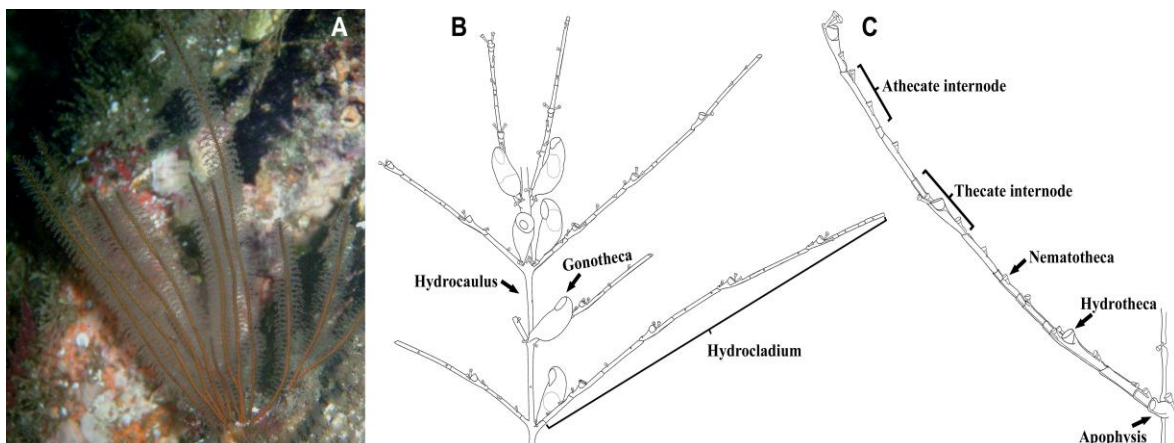 A
B
C
Athecate internode
Thecate internode
Nematotheca
Gonotheca
Hydrocaulus
Hydrotheca
Hydrocladium
Apophysis